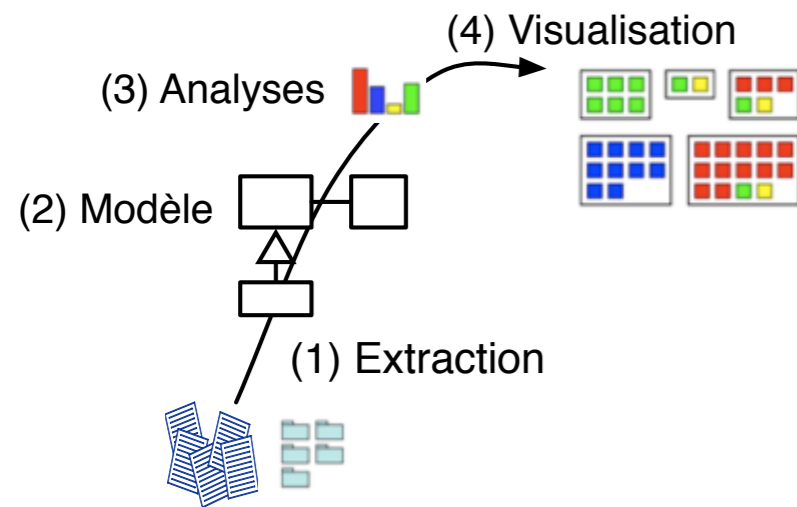 (4) Visualisation
(3) Analyses
(2) Modèle
(1) Extraction